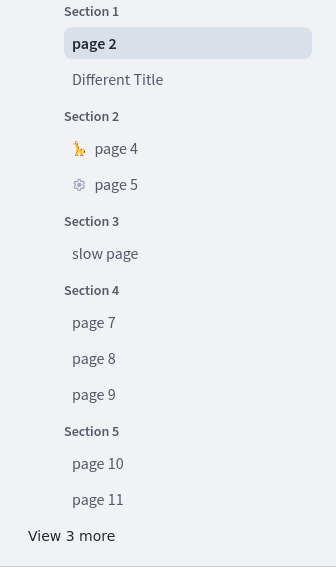 Section 1
page 2
Different Title
Section 2
page 4
page 5
Section 3
slow page
Section 4
page 7
page 8
page 9
Section 5
page 10
page 11
View 3 more